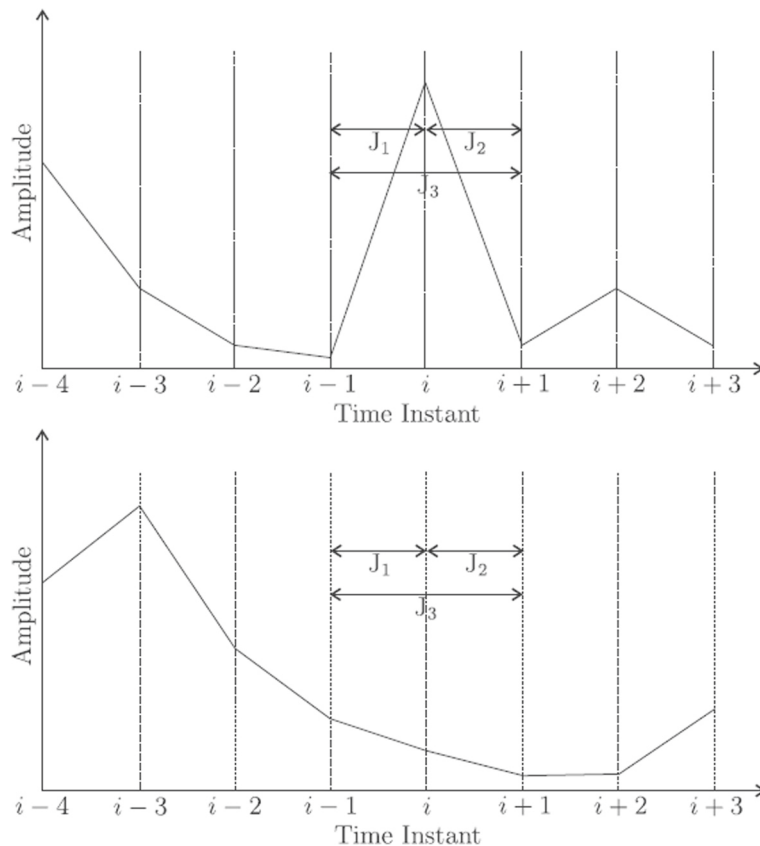 Amplitude
J₁
J₂
J₃
i − 4
i − 3
i − 2
i − 1
i
i + 1
i + 2
i + 3
Time Instant
Amplitude
J₁
J₂
J₃
i − 4
i − 3
i − 2
i − 1
i
i + 1
i + 2
i + 3
Time Instant